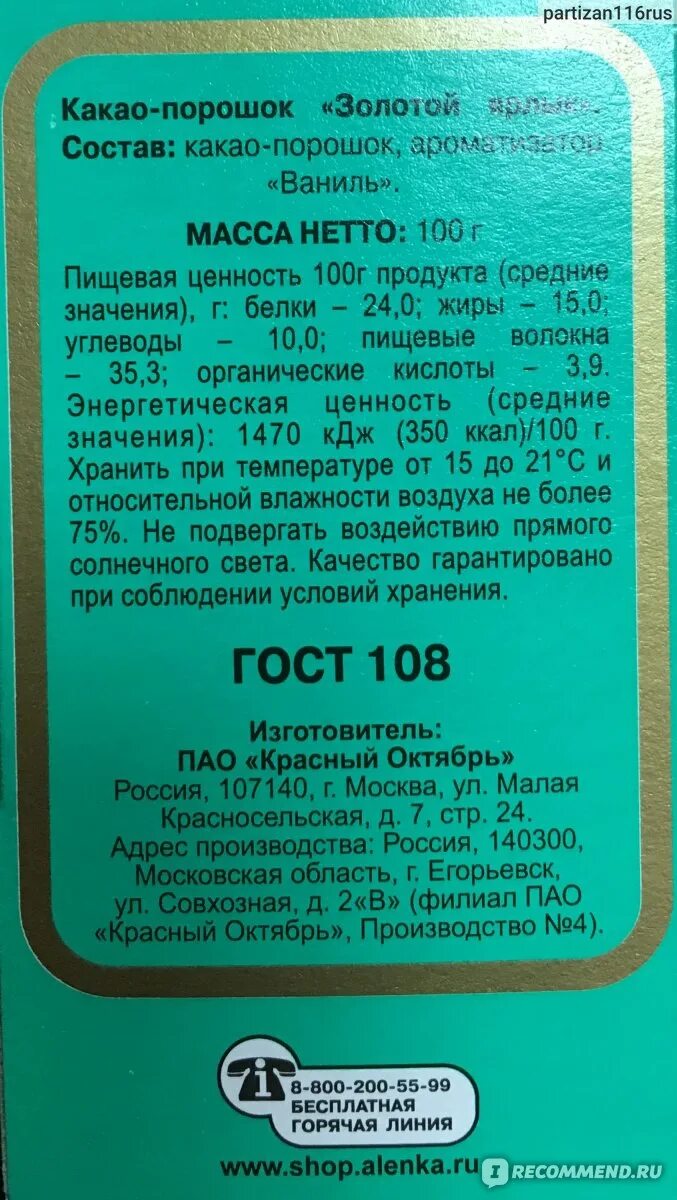 partizan116rus
Какао-порошок «Золотой ярлык».
Состав: какао-порошок, ароматизатор
«Ваниль».
МАССА НЕТТО: 100 г
Пищевая ценность 100г продукта (средние
значения), г: белки – 24,0; жиры – 15,0;
углеводы – 10,0; пищевые волокна
– 35,3; органические кислоты – 3,9.
Энергетическая ценность (средние
значения): 1470 кДж (350 ккал)/100 г.
Хранить при температуре от 15 до 21°С и
относительной влажности воздуха не более
75%. Не подвергать воздействию прямого
солнечного света. Качество гарантировано
при соблюдении условий хранения.
ГОСТ 108
Изготовитель:
ПАО «Красный Октябрь»
Россия, 107140, г. Москва, ул. Малая
Красносельская, д. 7, стр. 24.
Адрес производства: Россия, 140300,
Московская область, г. Егорьевск,
ул. Совхозная, д. 2«В» (филиал ПАО
«Красный Октябрь», Производство №4).
8-800-200-55-99
БЕСПЛАТНАЯ
ГОРЯЧАЯ ЛИНИЯ
www.shop.alenka.ru
IRECOMMEND.RU